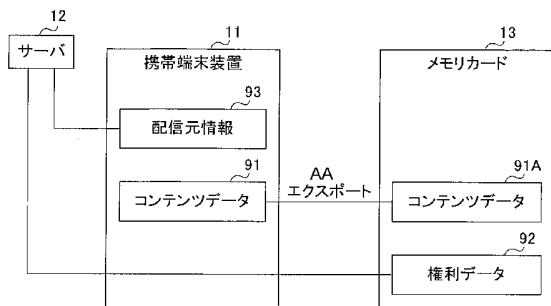 12
サーバ
11
携帯端末装置
93
配信元情報
91
コンテンツデータ
AA
エクスポート
13
メモリカード
91A
コンテンツデータ
92
権利データ